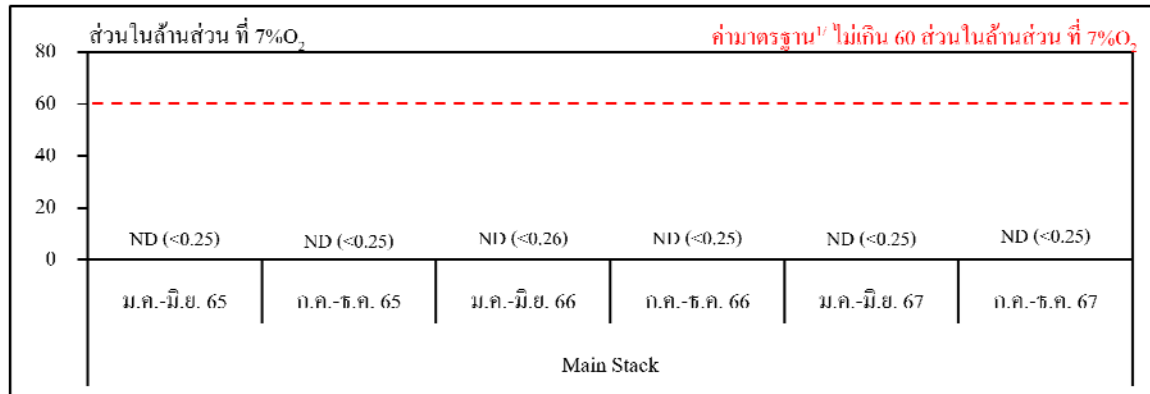 ส่วนในล้านส่วน ที่ 7%O2 ค่ามาตรฐาน1/ ไม่เกิน 60 ส่วนในล้านส่วน ที่ 7%O2
80
60
40
20
0
ND (<0.25) ND (<0.25) ND (<0.26) ND (<0.25) ND (<0.25) ND (<0.25)
ม.ค.-มิ.ย. 65 ก.ค.-ธ.ค. 65 ม.ค.-มิ.ย. 66 ก.ค.-ธ.ค. 66 ม.ค.-มิ.ย. 67 ก.ค.-ธ.ค. 67
Main Stack